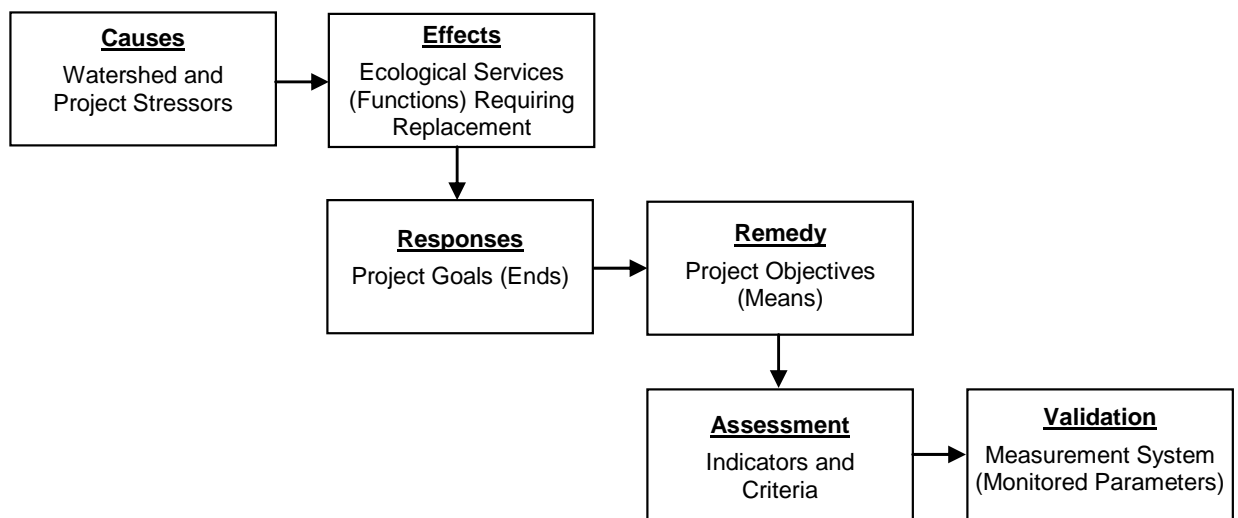 Causes
Watershed and
Project Stressors
Effects
Ecological Services
(Functions) Requiring
Replacement
Responses
Project Goals (Ends)
Remedy
Project Objectives
(Means)
Assessment
Indicators and
Criteria
Validation
Measurement System
(Monitored Parameters)